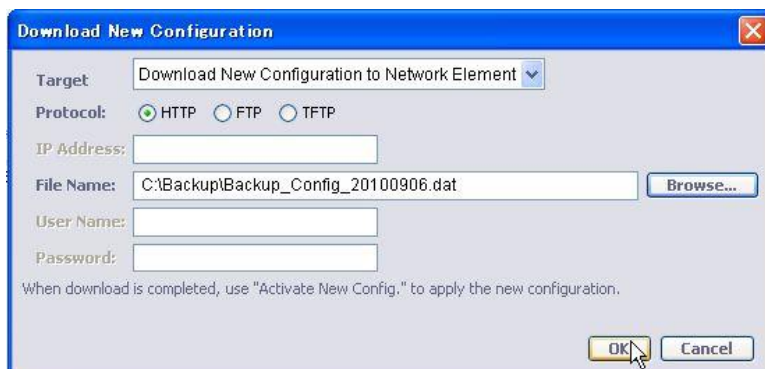 Download New Configuration
Target Download New Configuration to Network Element
Protocol: HTTP FTP TFTP
IP Address:
File Name: C:\Backup\Backup_Config_20100906.dat Browse...
User Name:
Password:
When download is completed, use "Activate New Config." to apply the new configuration.
OK Cancel